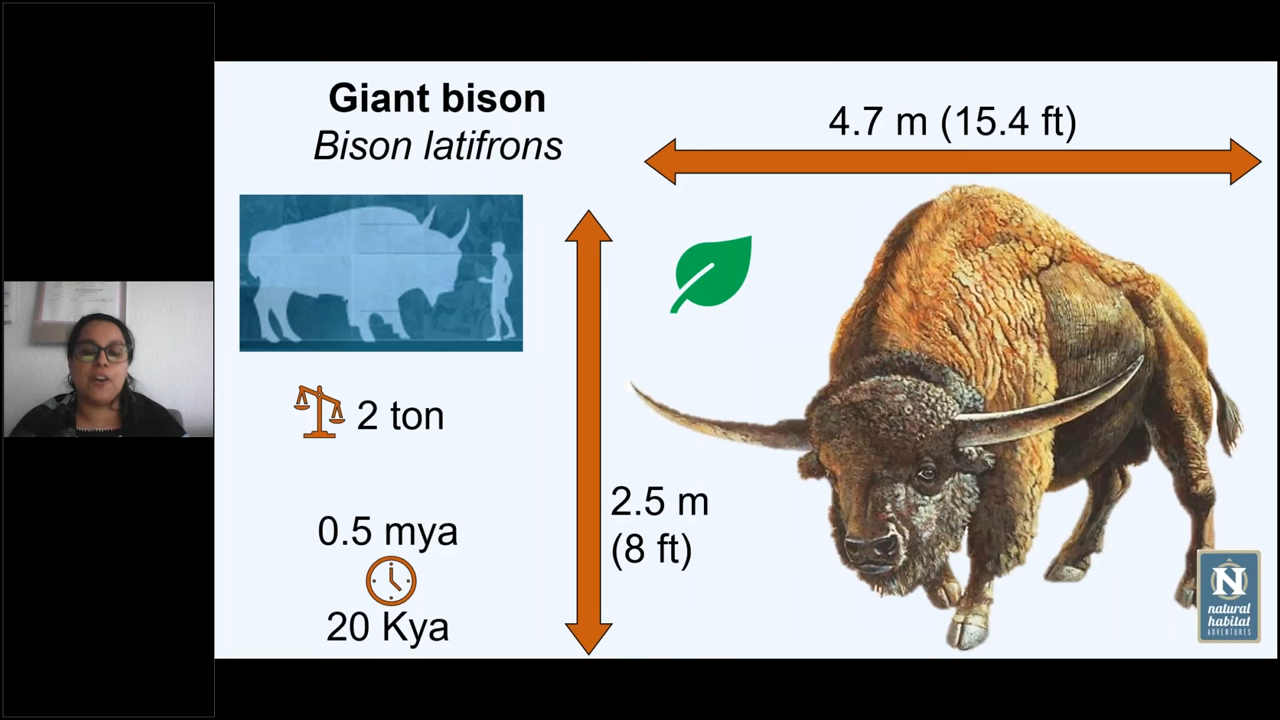 Giant bison
Bison latifrons
4.7 m (15.4 ft)
2 ton
2.5 m
(8 ft)
0.5 mya
20 Kya
N
natural
habitat
ADVENTURES